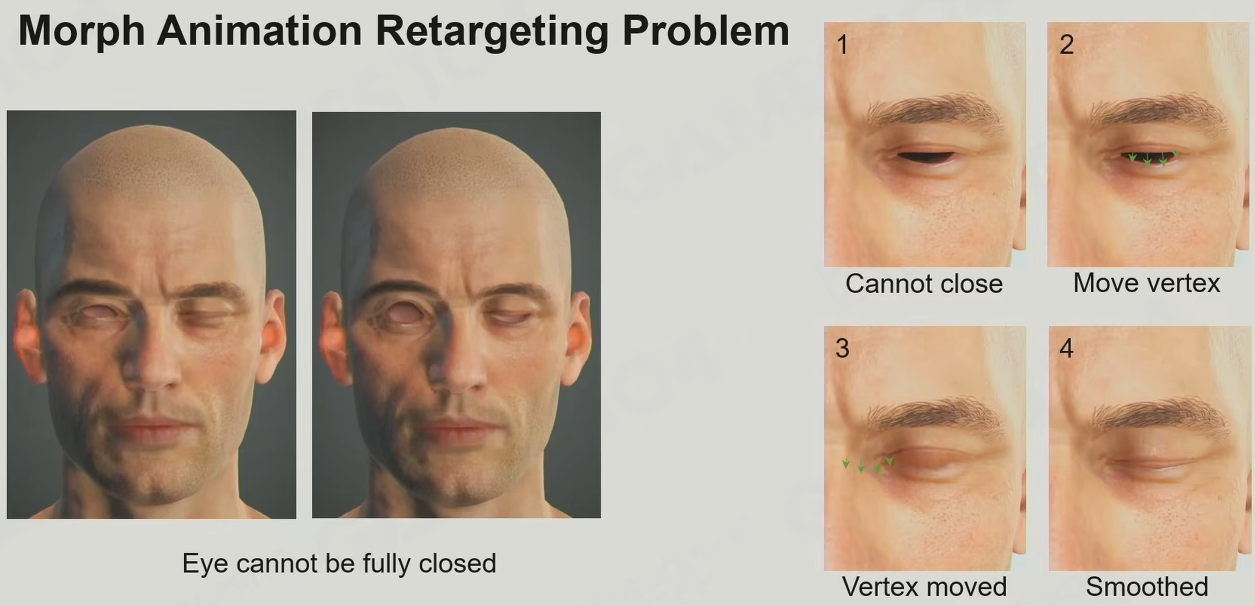 Morph Animation Retargeting Problem
1
2
Cannot close
Move vertex
3
4
Eye cannot be fully closed
Vertex moved
Smoothed